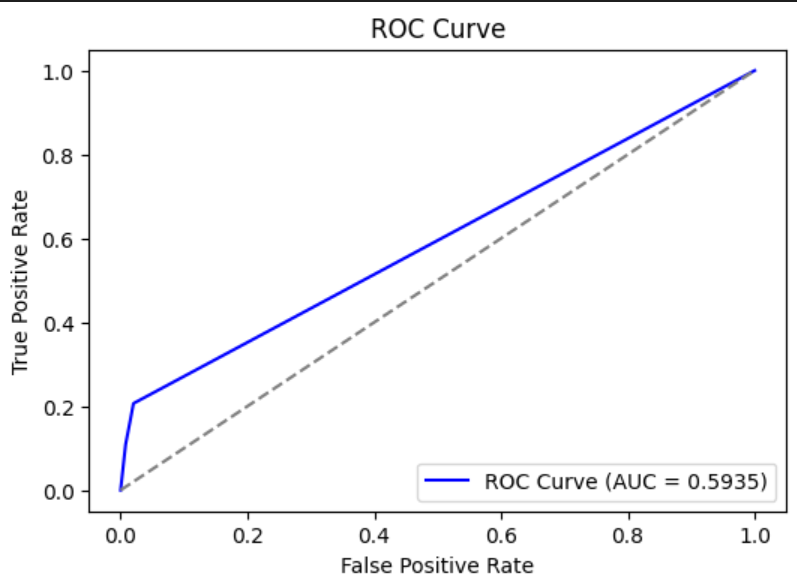 ROC Curve
True Positive Rate
1.0
0.8
0.6
0.4
0.2
0.0
ROC Curve (AUC = 0.5935)
0.0 0.2 0.4 0.6 0.8 1.0
False Positive Rate